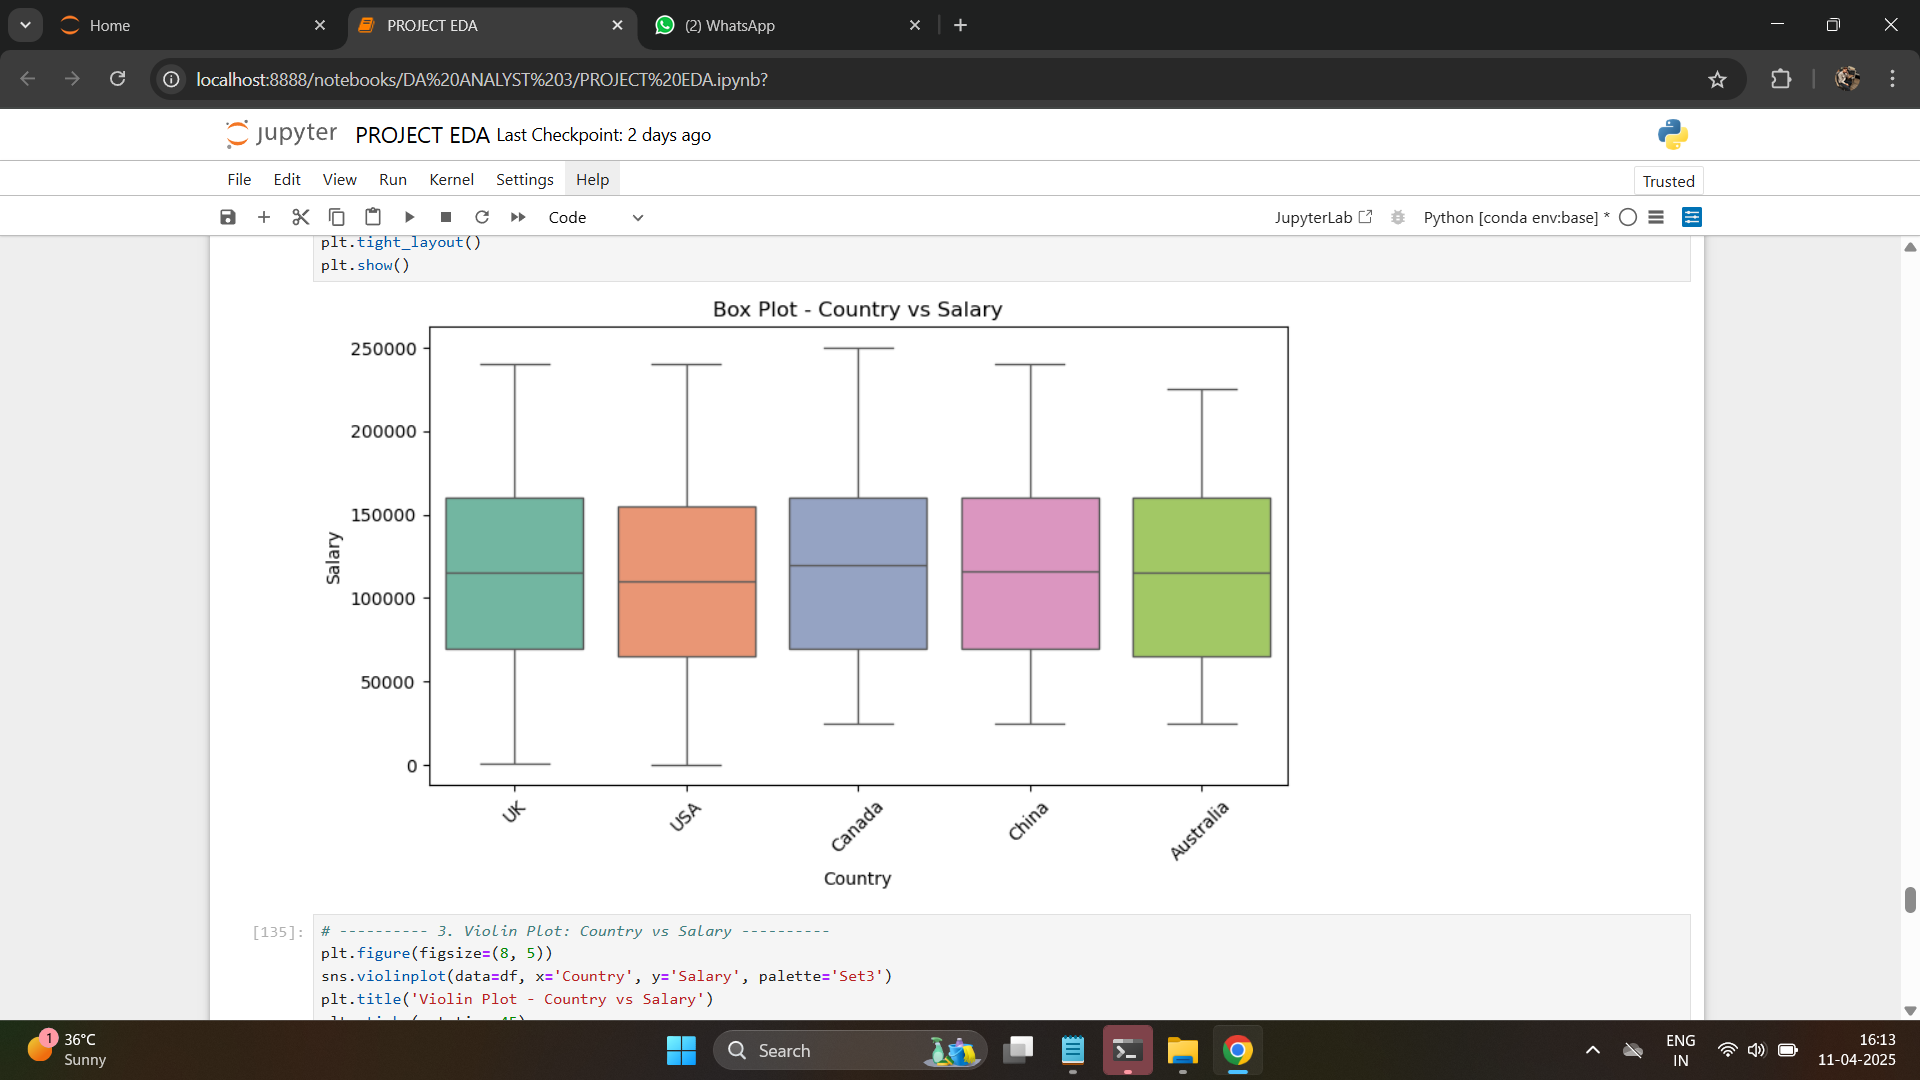 Home
PROJECT EDA
(2) WhatsApp
localhost:8888/notebooks/DA%20ANALYST%203/PROJECT%20EDA.ipynb?
jupyter PROJECT EDA Last Checkpoint: 2 days ago
File Edit View Run Kernel Settings Help
Trusted
Code
JupyterLab
Python [conda env:base] *
plt.tight_layout()
plt.show()
Box Plot - Country vs Salary
250000
200000
150000
100000
50000
0
Salary
UK
USA
Canada
China
Australia
Country
[135]:
# ---------- 3. Violin Plot: Country vs Salary ----------
plt.figure(figsize=(8, 5))
sns.violinplot(data=df, x='Country', y='Salary', palette='Set3')
plt.title('Violin Plot - Country vs Salary')
1
36°C
Sunny
Search
ENG
IN
16:13
11-04-2025